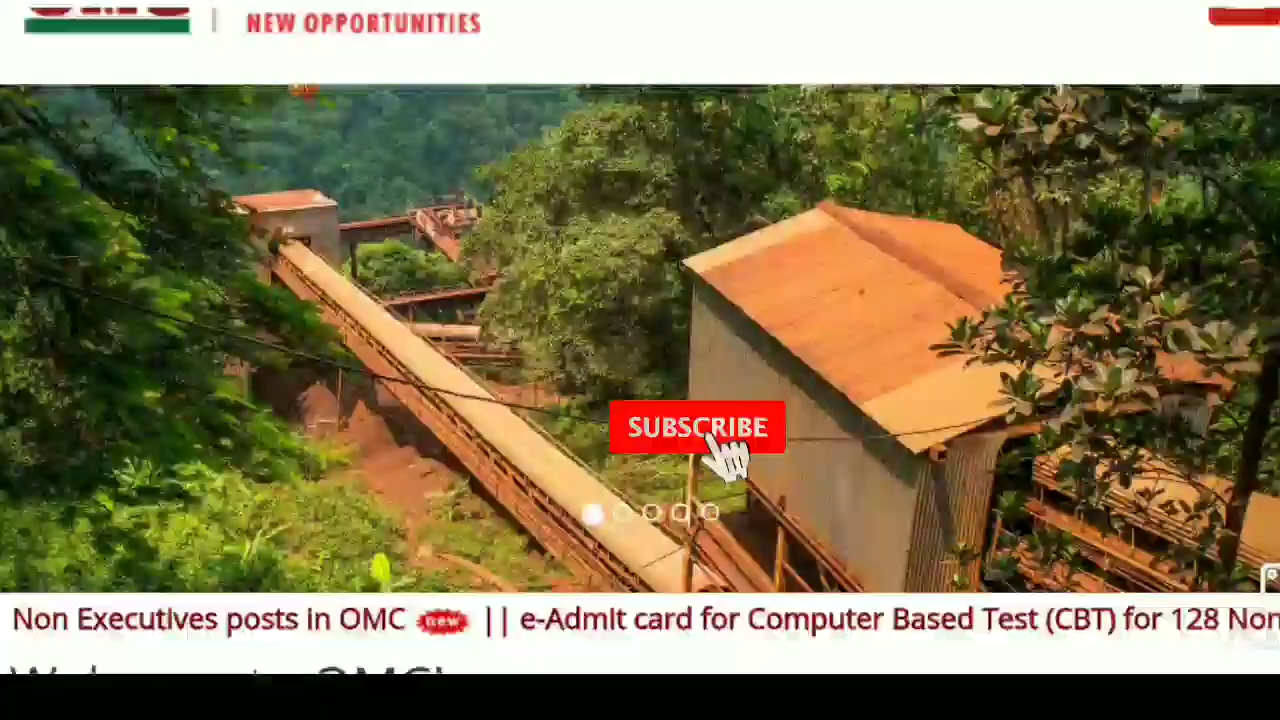 NEW OPPORTUNITIES
SUBSCRIBE
Non Executives posts in OMC new || e-Admit card for Computer Based Test (CBT) for 128 Non